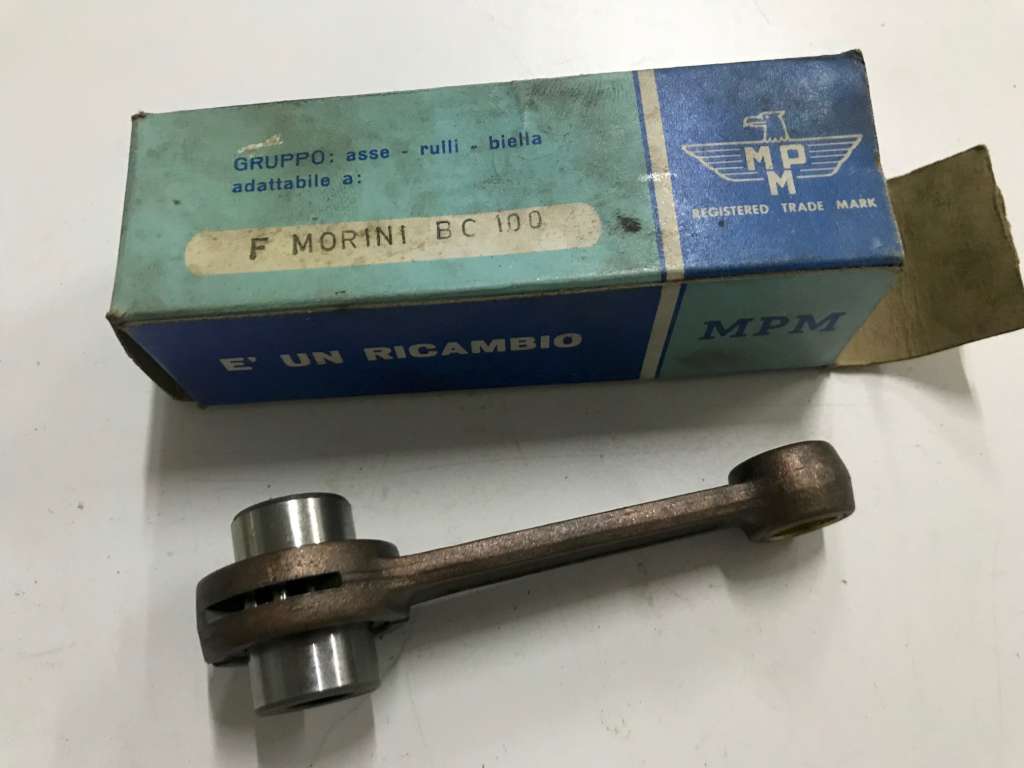 GRUPPO: asse - rulli - biella
adattabile a:
F MORINI BC 100
MPM
REGISTERED TRADE MARK
E' UN RICAMBIO
MPM